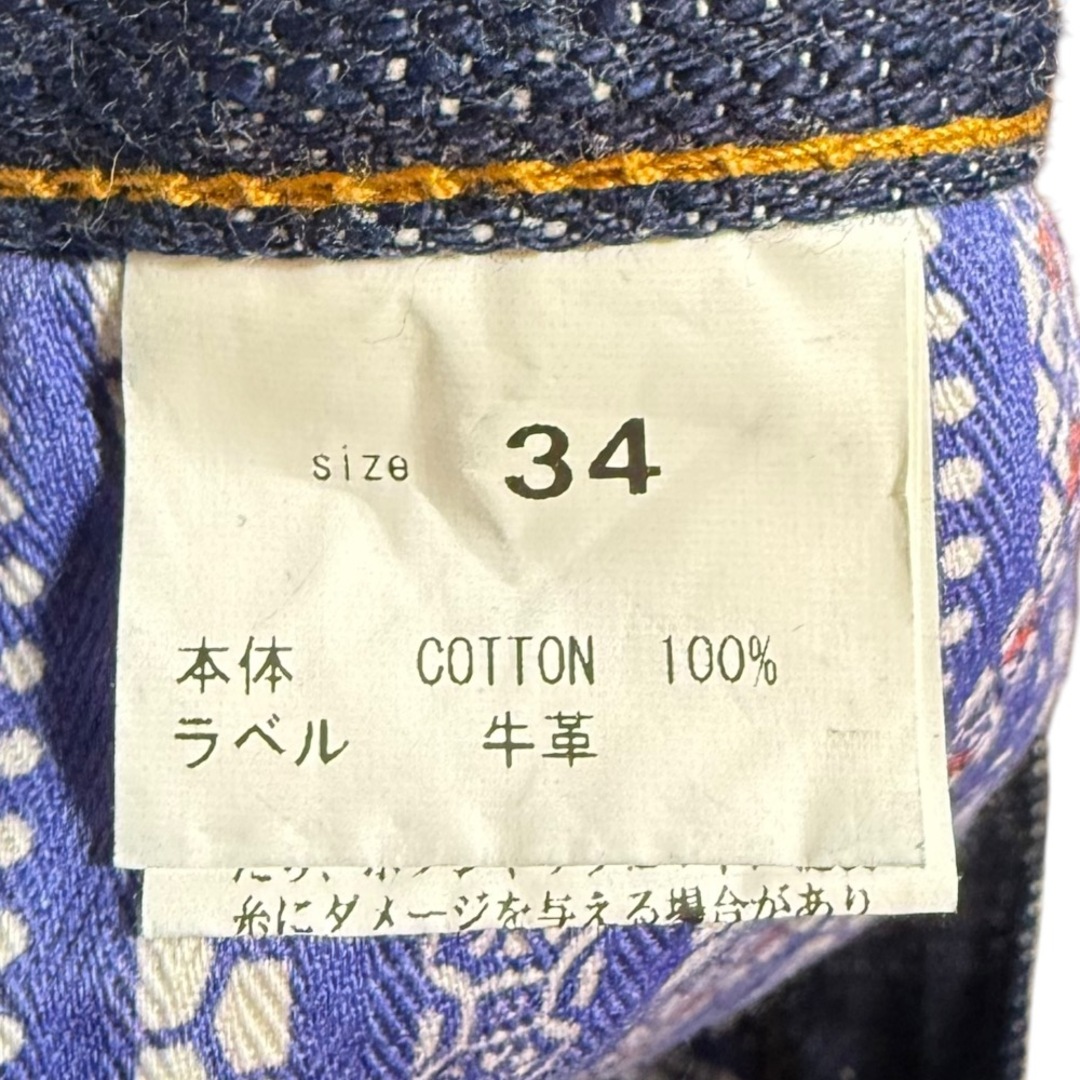 size 34
本体 COTTON 100%
ラベル 牛革
糸にダメージを与える場合があり